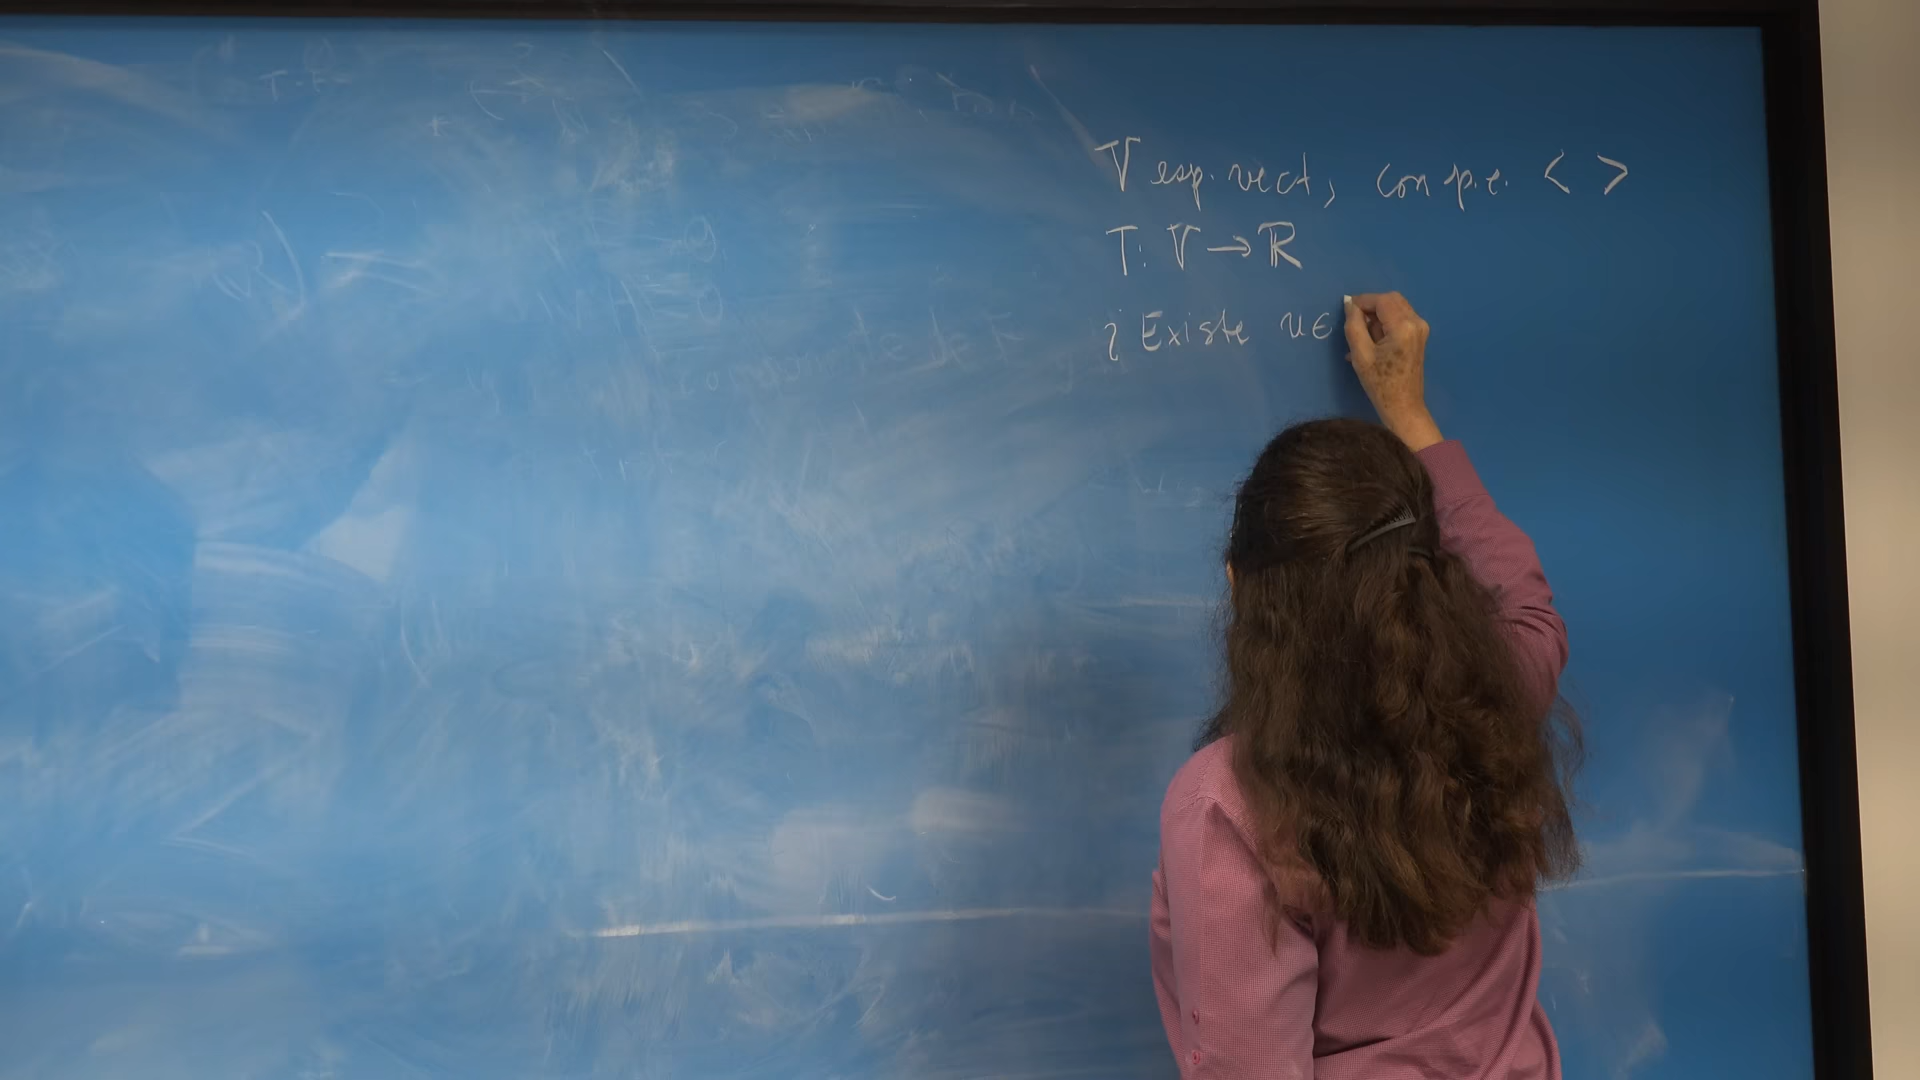 V esp. vect, con p.e. < >
T: V → ℝ
¿ Existe u ∈